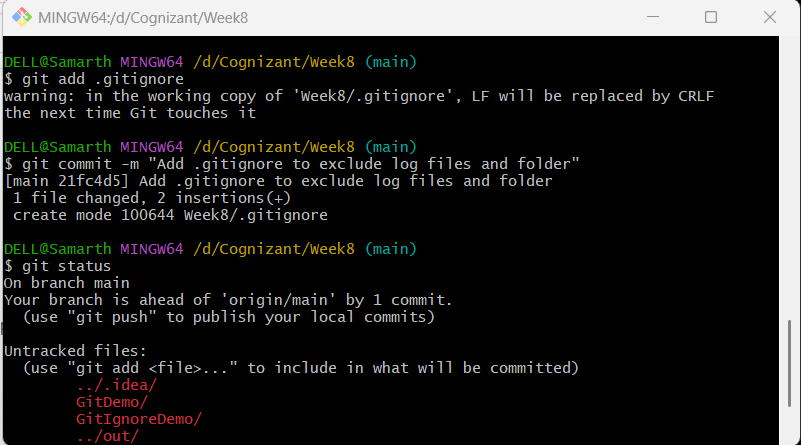 MINGW64:/d/Cognizant/Week8
DELL@Samarth MINGW64 /d/Cognizant/Week8 (main)
$ git add .gitignore
warning: in the working copy of 'Week8/.gitignore', LF will be replaced by CRLF
the next time Git touches it
DELL@Samarth MINGW64 /d/Cognizant/Week8 (main)
$ git commit -m "Add .gitignore to exclude log files and folder"
[main 21fc4d5] Add .gitignore to exclude log files and folder
 1 file changed, 2 insertions(+)
 create mode 100644 Week8/.gitignore
DELL@Samarth MINGW64 /d/Cognizant/Week8 (main)
$ git status
On branch main
Your branch is ahead of 'origin/main' by 1 commit.
  (use "git push" to publish your local commits)
Untracked files:
  (use "git add <file>..." to include in what will be committed)
        ../.idea/
        GitDemo/
        GitIgnoreDemo/
        ../out/